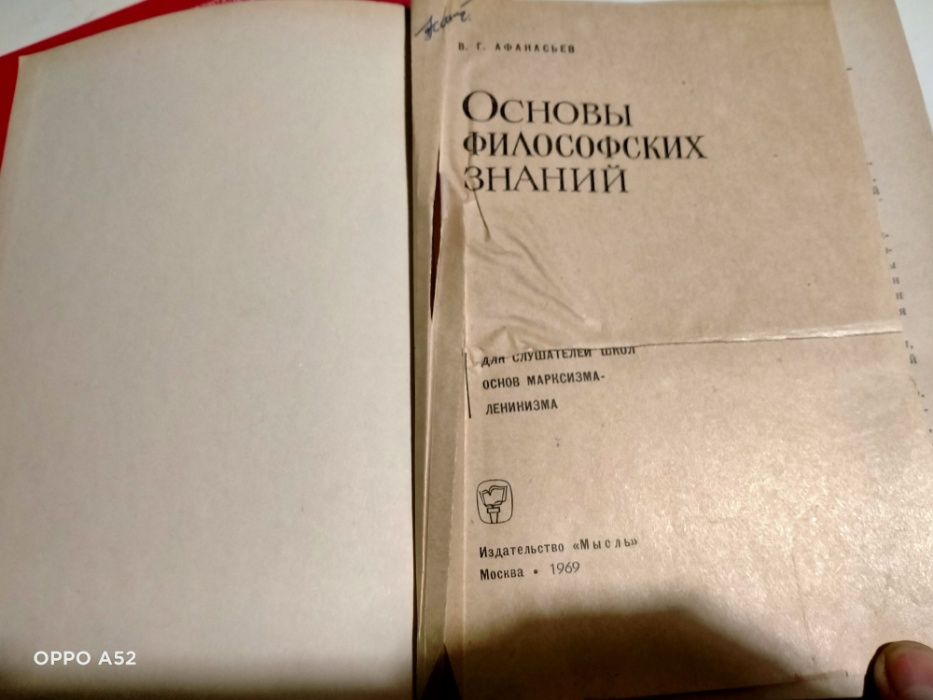 В. Г. АФАНАСЬЕВ
ОСНОВЫ
ФИЛОСОФСКИХ
ЗНАНИЙ
ДЛЯ СЛУШАТЕЛЕЙ ШКОЛ
ОСНОВ МАРКСИЗМА-
ЛЕНИНИЗМА
Издательство «Мысль»
Москва • 1969
OPPO A52